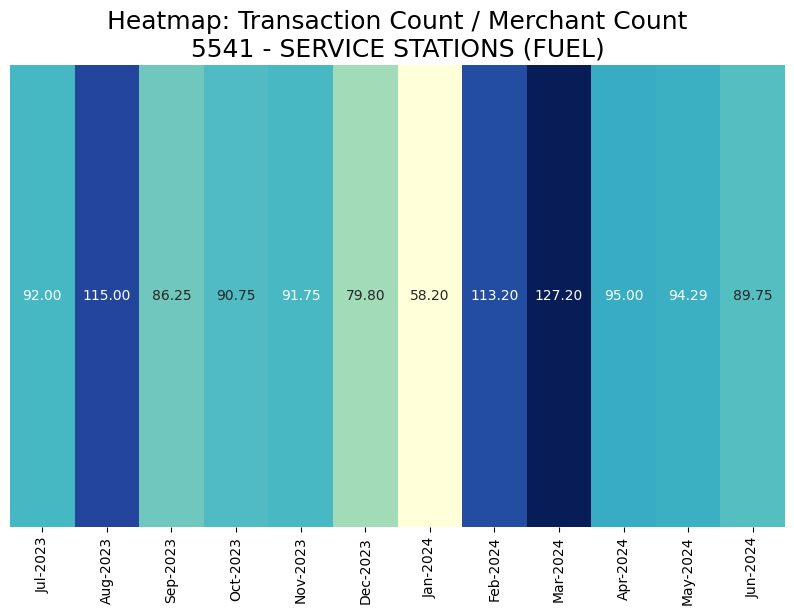 Heatmap: Transaction Count / Merchant Count
5541 - SERVICE STATIONS (FUEL)
92.00 115.00 86.25 90.75 91.75 79.80 58.20 113.20 127.20 95.00 94.29 89.75
Jul-2023 Aug-2023 Sep-2023 Oct-2023 Nov-2023 Dec-2023 Jan-2024 Feb-2024 Mar-2024 Apr-2024 May-2024 Jun-2024